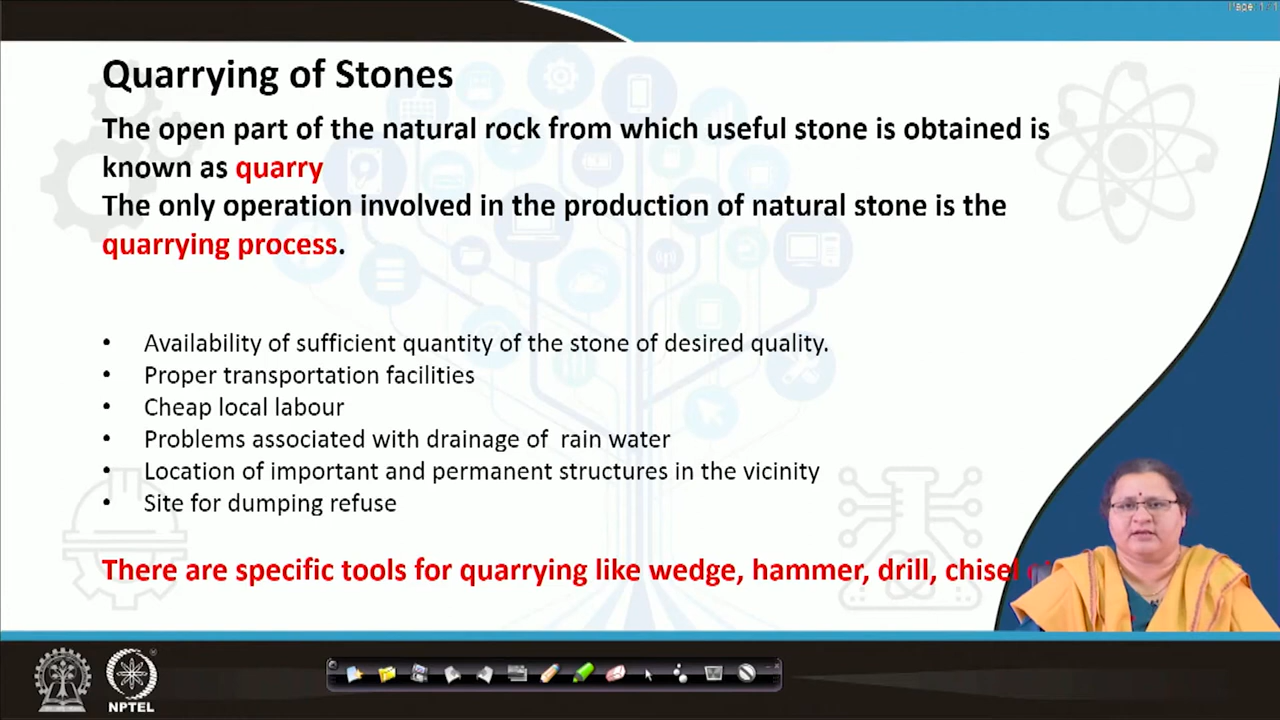 Page: 1 / 1
Quarrying of Stones
The open part of the natural rock from which useful stone is obtained is
known as quarry
The only operation involved in the production of natural stone is the
quarrying process.
• Availability of sufficient quantity of the stone of desired quality.
• Proper transportation facilities
• Cheap local labour
• Problems associated with drainage of rain water
• Location of important and permanent structures in the vicinity
• Site for dumping refuse
There are specific tools for quarrying like wedge, hammer, drill, chisel
NPTEL